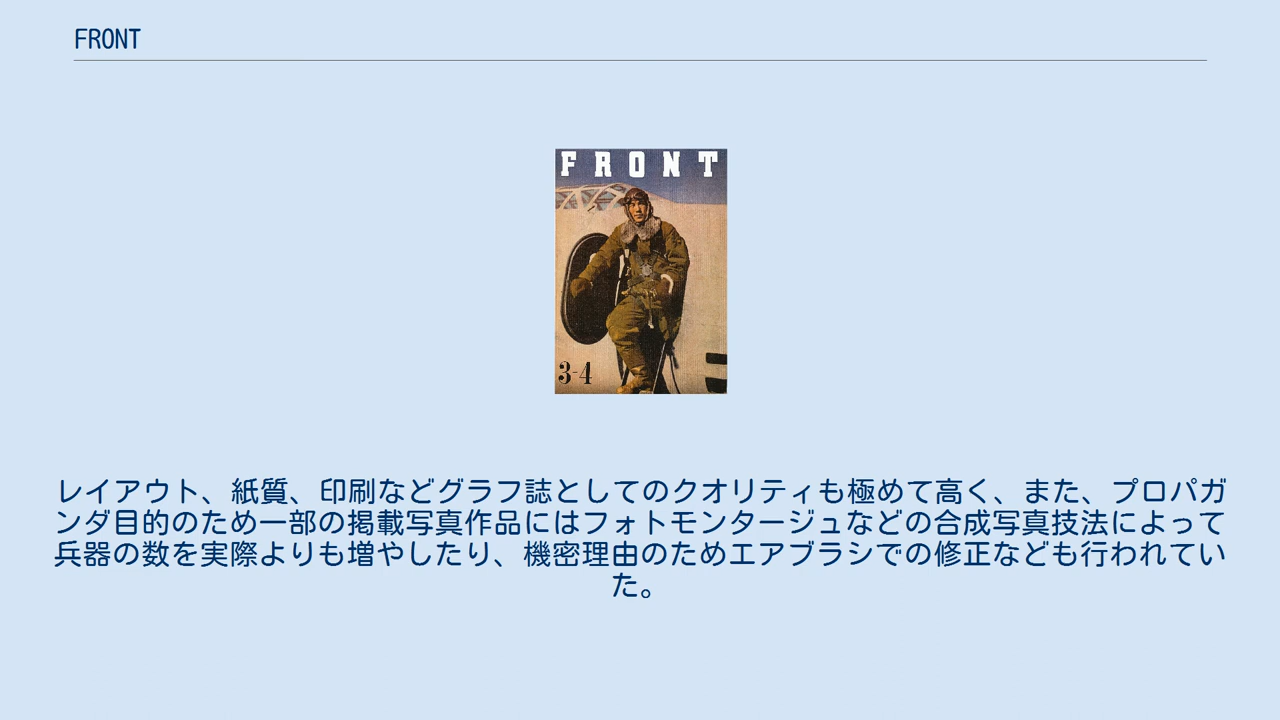 FRONT
FRONT
3-4
レイアウト、紙質、印刷などグラフ誌としてのクオリティも極めて高く、また、プロパガ
ンダ目的のため一部の掲載写真作品にはフォトモンタージュなどの合成写真技法によって
兵器の数を実際よりも増やしたり、機密理由のためエアブラシでの修正なども行われてい
た。